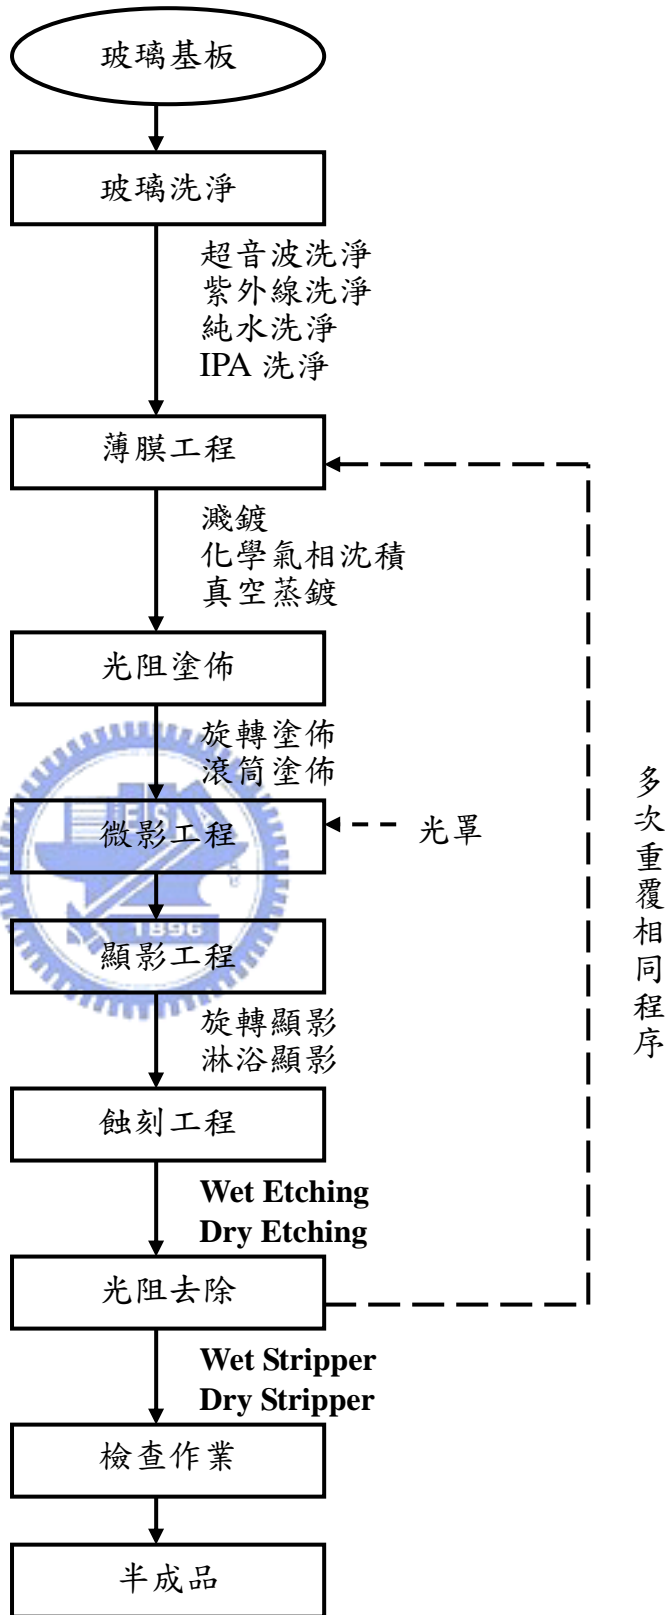 玻璃基板
玻璃洗淨
超音波洗淨
紫外線洗淨
純水洗淨
IPA 洗淨
薄膜工程
濺鍍
化學氣相沈積
真空蒸鍍
光阻塗佈
旋轉塗佈
滾筒塗佈
微影工程
光罩
多次重覆相同程序
1896
顯影工程
旋轉顯影
淋浴顯影
蝕刻工程
Wet Etching
Dry Etching
光阻去除
Wet Stripper
Dry Stripper
檢查作業
半成品